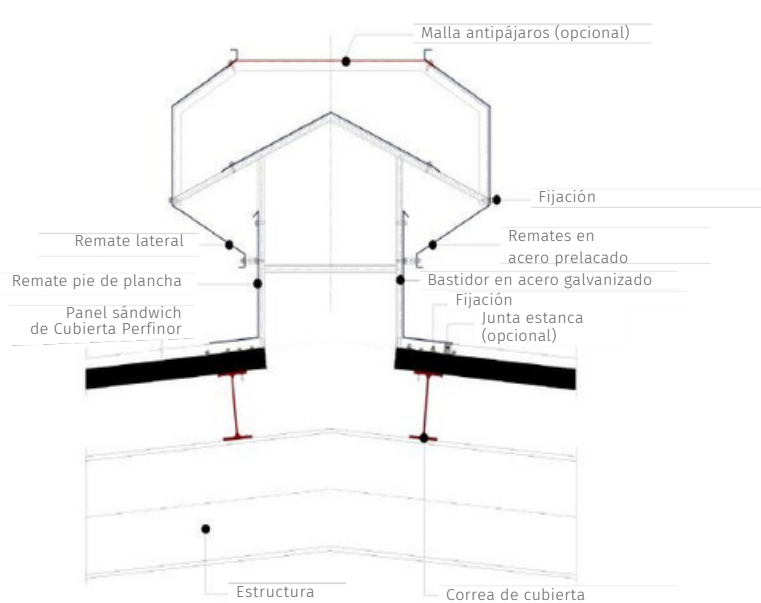 Malla antipájaros (opcional)
Fijación
Remate lateral
Remates en
acero prelacado
Remate pie de plancha
Bastidor en acero galvanizado
Fijación
Panel sándwich
de Cubierta Perfinor
Junta estanca
(opcional)
Estructura
Correa de cubierta